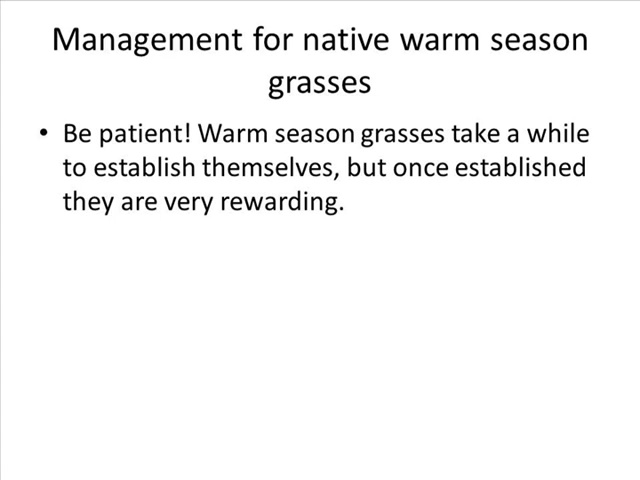 Management for native warm season
grasses
• Be patient! Warm season grasses take a while
to establish themselves, but once established
they are very rewarding.